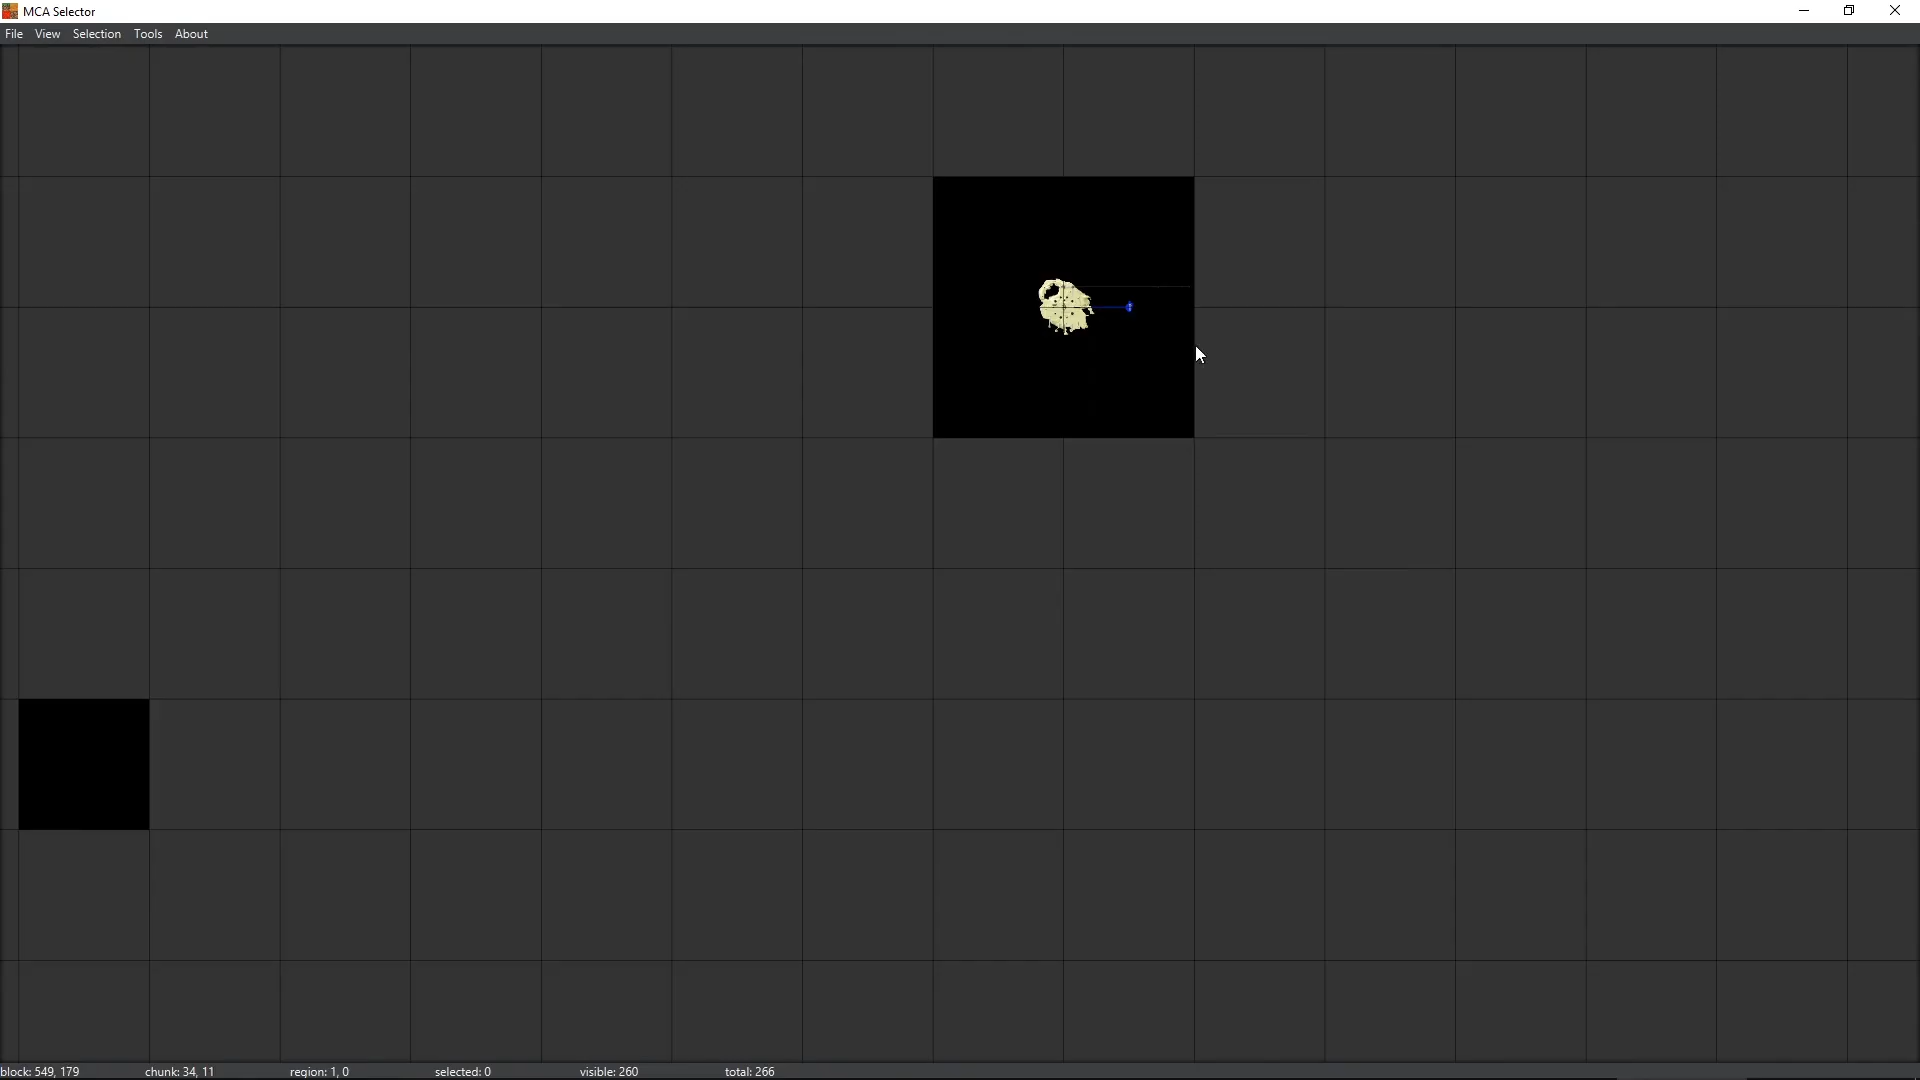 MCA Selector
File View Selection Tools About
block: 549, 179 chunk: 34, 11 region: 1, 0 selected: 0 visible: 260 total: 266